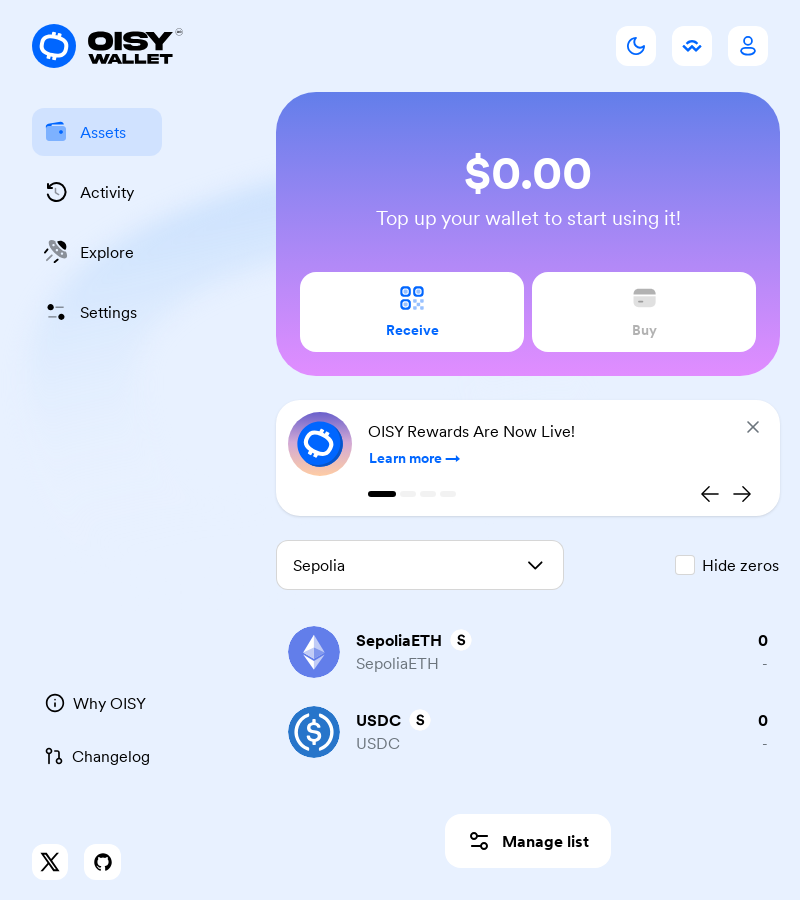 OISY
WALLET
Assets
Activity
Explore
Settings
$0.00
Top up your wallet to start using it!
Receive
Buy
OISY Rewards Are Now Live!
Learn more →
Sepolia
Hide zeros
SepoliaETH S
0
SepoliaETH
-
USDC S
0
USDC
-
Why OISY
Changelog
Manage list